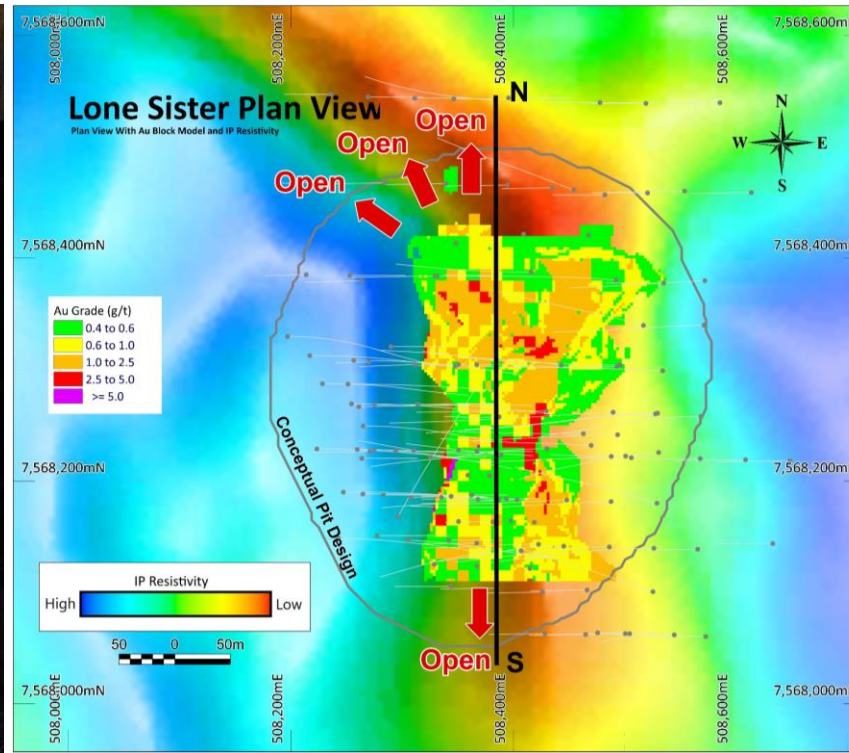 7,568,600mN
508,000mE
508,200mE
508,400mE
508,600mE
7,568,600mN
Lone Sister Plan View
Plan View With Au Block Model and IP Resistivity
N
Open
Open
Open
N
W
E
S
7,568,400mN
7,568,400mN
Au Grade (g/t)
0.4 to 0.6
0.6 to 1.0
1.0 to 2.5
2.5 to 5.0
>= 5.0
Conceptual Pit Design
7,568,200mN
7,568,200mN
IP Resistivity
High
Low
50
0
50m
Open
S
7,568,000mN
7,568,000mN
508,000mE
508,200mE
508,400mE
508,600mE